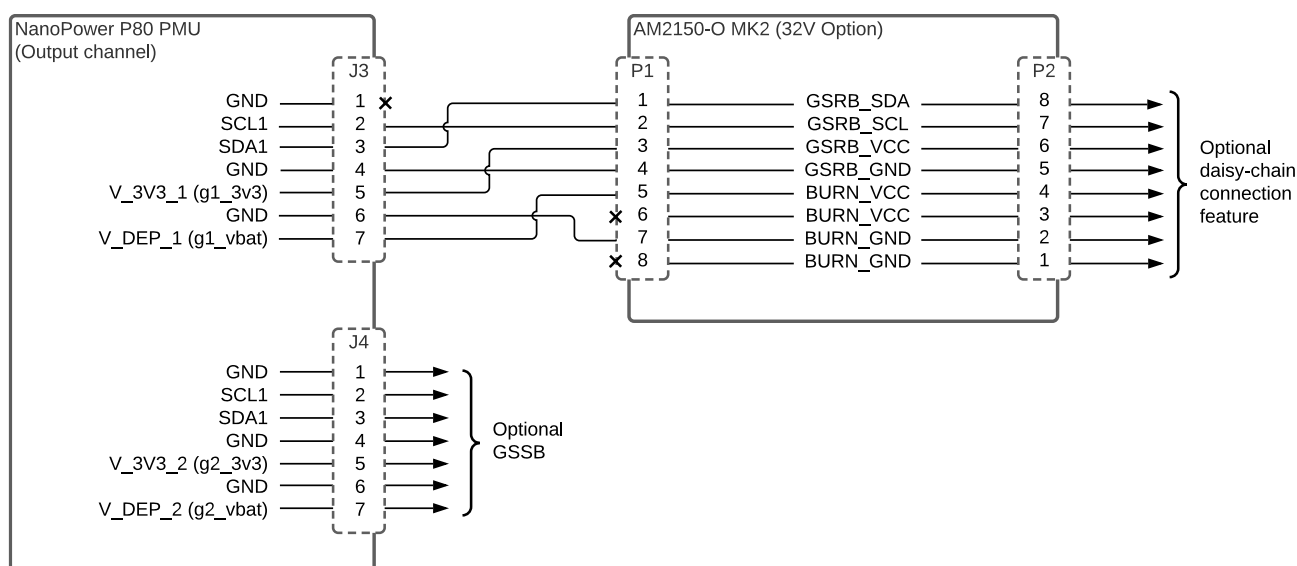 NanoPower P80 PMU
(Output channel)
J3
GND 1
SCL1 2
SDA1 3
GND 4
V_3V3_1 (g1_3v3) 5
GND 6
V_DEP_1 (g1_vbat) 7
AM2150-O MK2 (32V Option)
P1 P2
1 GSRB_SDA 8
2 GSRB_SCL 7
3 GSRB_VCC 6
4 GSRB_GND 5
5 BURN_VCC 4
6 BURN_VCC 3
7 BURN_GND 2
8 BURN_GND 1
Optional
daisy-chain
connection
feature
J4
GND 1
SCL1 2
SDA1 3
GND 4
V_3V3_2 (g2_3v3) 5
GND 6
V_DEP_2 (g2_vbat) 7
Optional
GSSB